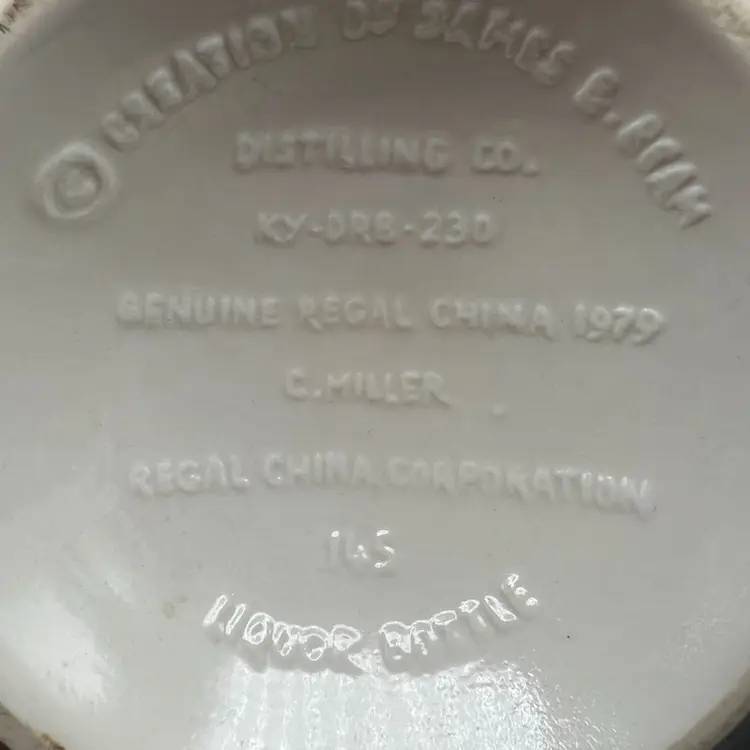 © CREATION OF JAMES B. BEAM
DISTILLING CO.
KY-DRB-230
GENUINE REGAL CHINA 1979
C. MILLER
REGAL CHINA CORPORATION
145
LIQUOR BOTTLE